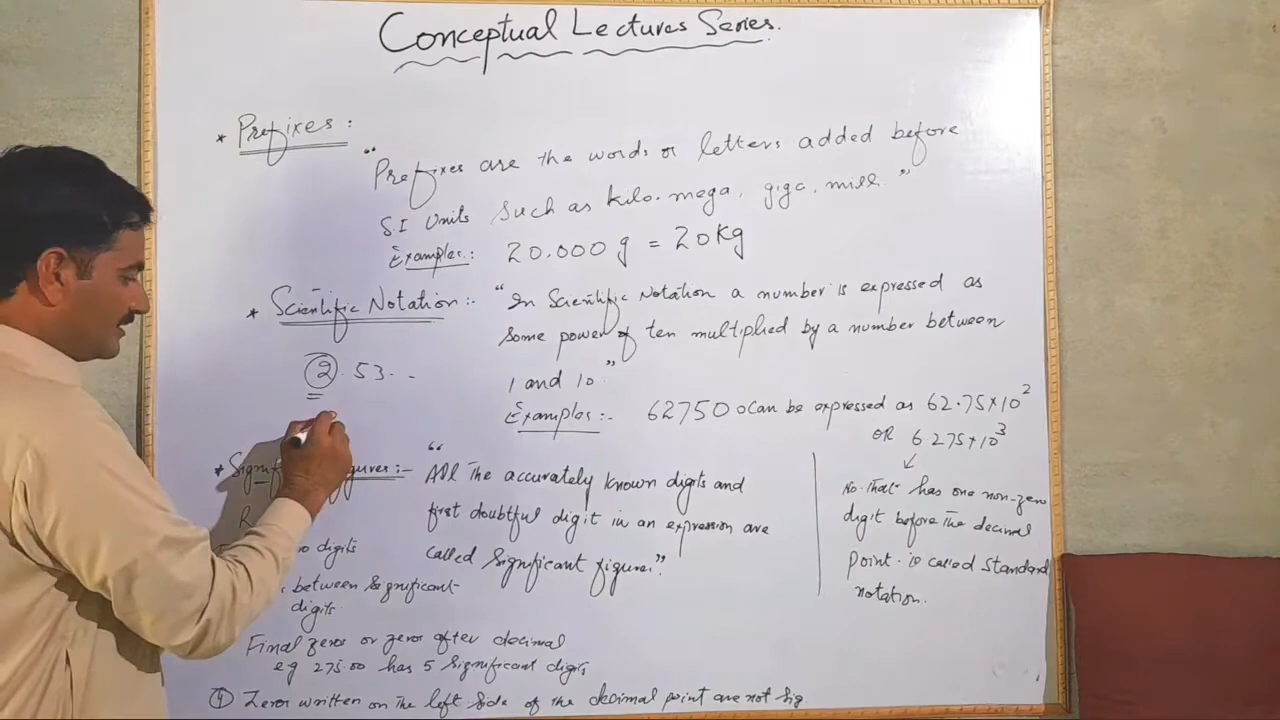 Conceptual Lectures Series.
* Prefixes :
"Prefixes are the words or letters added before
S.I Units Such as kilo. mega, giga, mill "
Examples.: 20.000 g = 20 Kg
* Scientific Notation :- "In Scientific Notation a number is expressed as
Some power of ten multiplied by a number between
1 and 10"
2.53..
Examples :- 62750 can be expressed as 62.75×10²
OR 6.275×10³
* Figures :- "All The accurately known digits and
first doubtful digit in an expression are
called Significant figures."
No. That has one non-zero
digit before The decimal
point. is called Standard
notation.
digits
between Significant
digits.
Final zeros or zeros after decimal
eg 275.00 has 5 Significant digits
④ Zeros written on the left Side of the decimal point are not sig